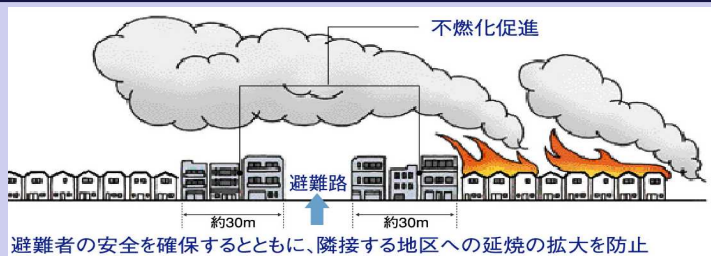 不燃化促進
避難路
約30m
約30m
避難者の安全を確保するとともに、隣接する地区への延焼の拡大を防止